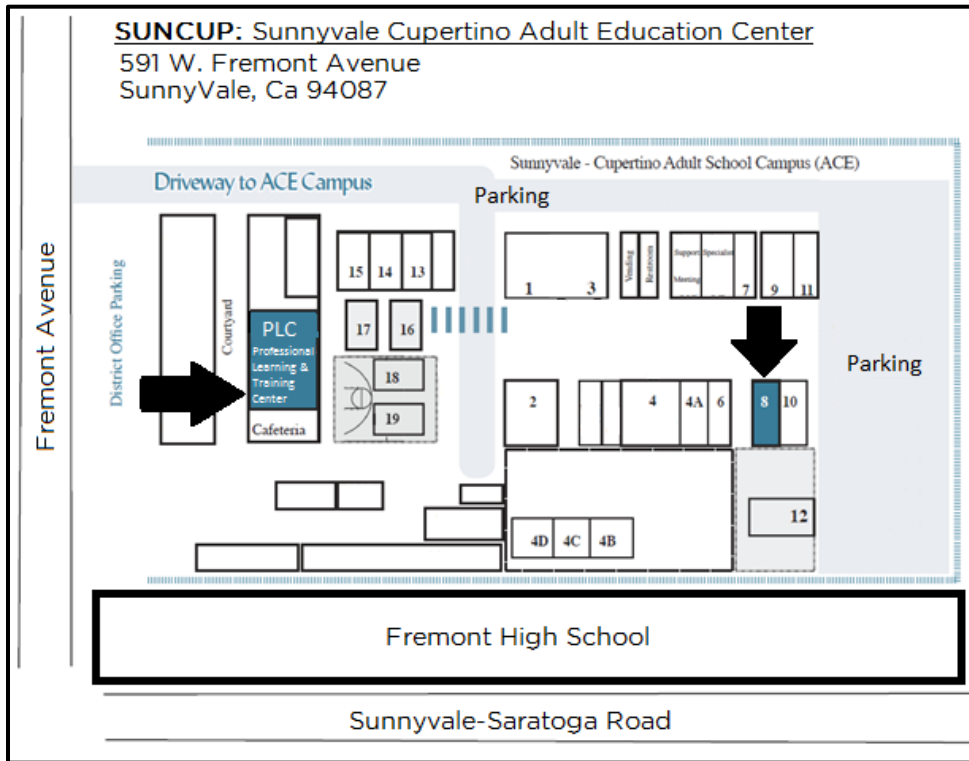 SUNCUP: Sunnyvale Cupertino Adult Education Center
591 W. Fremont Avenue
SunnyVale, Ca 94087
Sunnyvale - Cupertino Adult School Campus (ACE)
Driveway to ACE Campus
Parking
Fremont Avenue
District Office Parking
Courtyard
PLC
Professional
Learning &
Training
Center
Cafeteria
15
14
13
17
16
18
19
1
3
Vending
Restroom
Support
Specialist
Meeting
7
9
11
Parking
2
4
4A
6
8
10
12
4D
4C
4B
Fremont High School
Sunnyvale-Saratoga Road